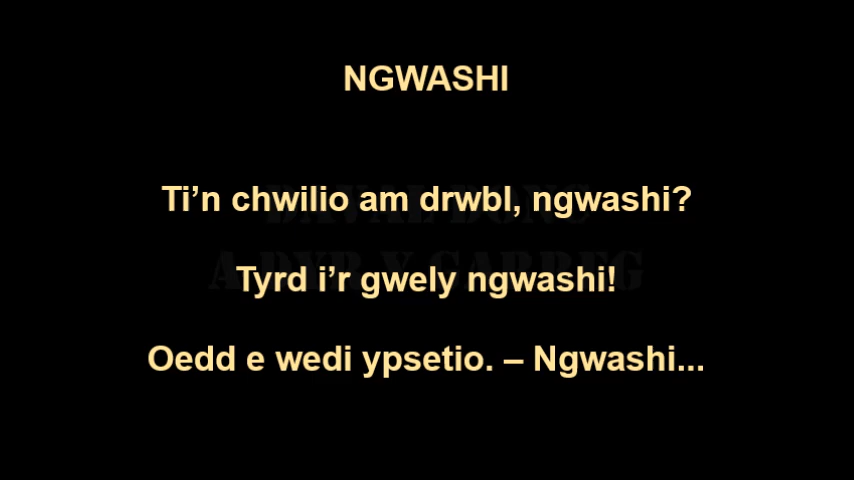 NGWASHI
Ti’n chwilio am drwbl, ngwashi?
Tyrd i’r gwely ngwashi!
Oedd e wedi ypsetio. – Ngwashi...